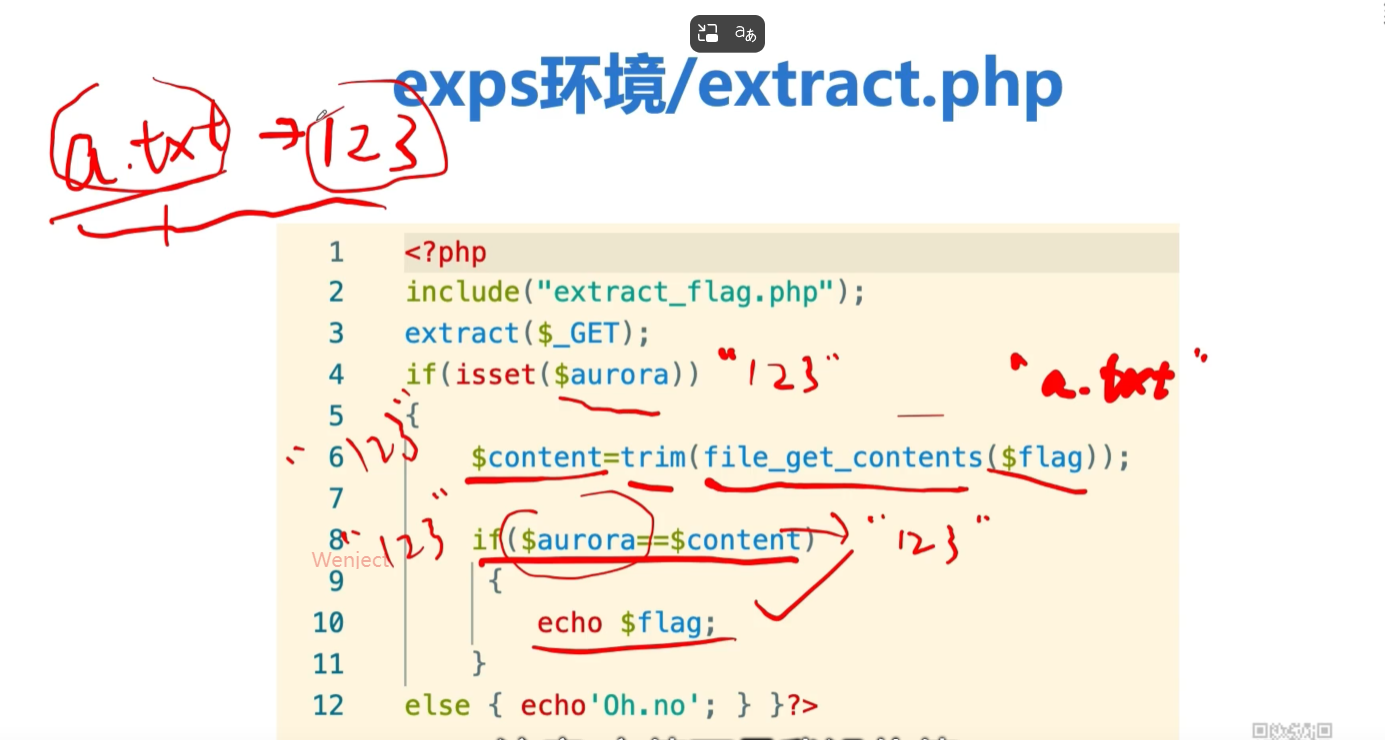 aあ
exps环境/extract.php
a.txt → 123
1 <?php
2 include("extract_flag.php");
3 extract($_GET);
4 if(isset($aurora)) "123" "a.txt"
5 {
"123" 6 $content=trim(file_get_contents($flag));
7
8 "123" if($aurora==$content) "123"
Wenject
9 {
10 echo $flag;
11 }
12 else { echo'Oh.no'; } }?>